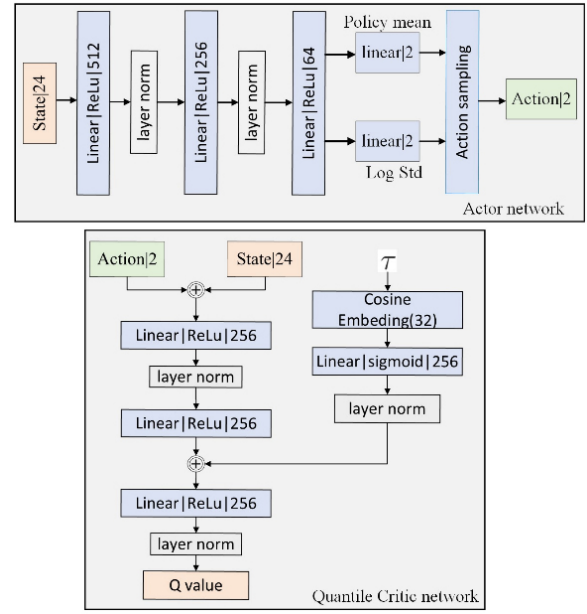 Policy mean
State|24
Linear|ReLu|512
layer norm
Linear|ReLu|256
layer norm
Linear|ReLu|64
linear|2
linear|2
Log Std
Action sampling
Action|2
Actor network
Action|2
State|24
τ
Cosine
Embeding(32)
Linear|ReLu|256
Linear|sigmoid|256
layer norm
layer norm
Linear|ReLu|256
Linear|ReLu|256
layer norm
Q value
Quantile Critic network